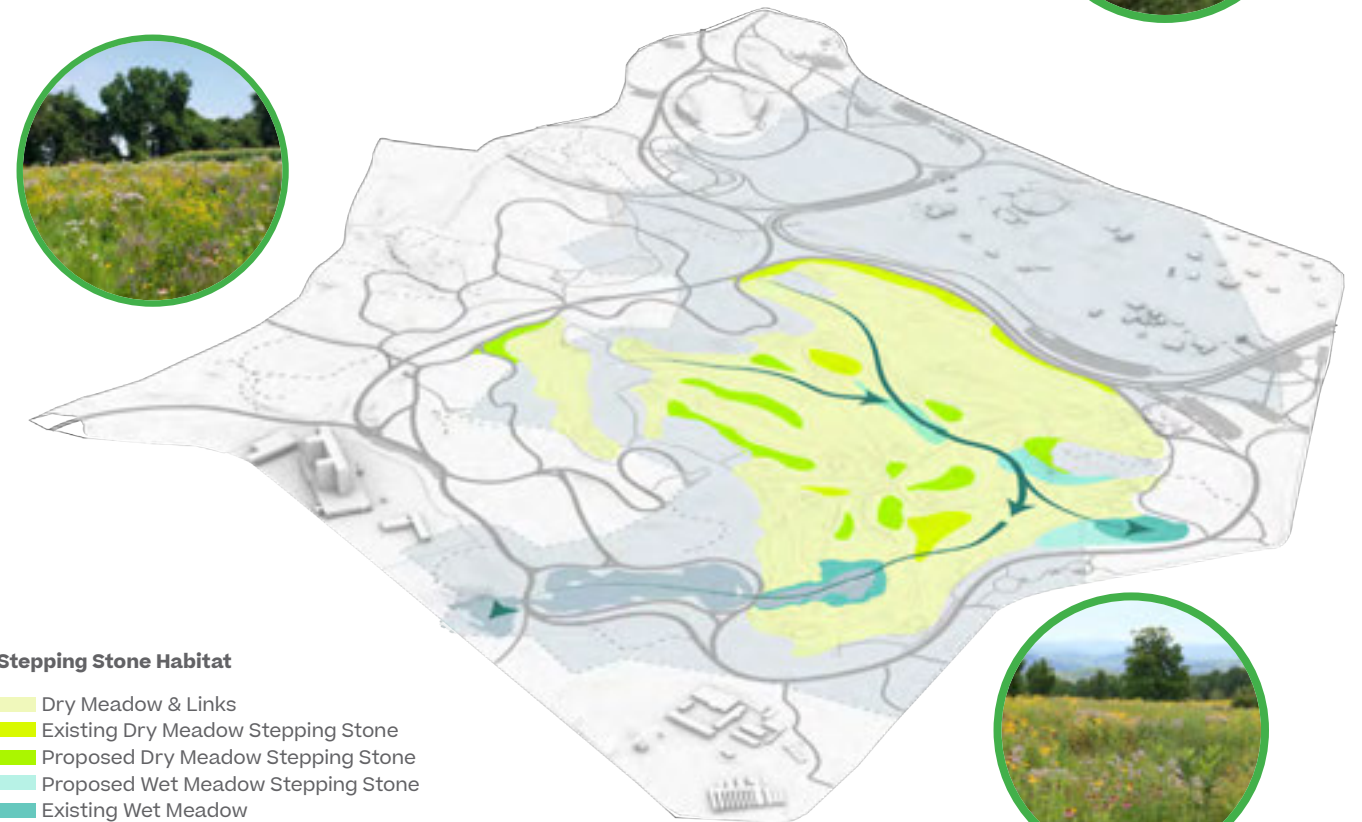 Stepping Stone Habitat
Dry Meadow & Links
Existing Dry Meadow Stepping Stone
Proposed Dry Meadow Stepping Stone
Proposed Wet Meadow Stepping Stone
Existing Wet Meadow